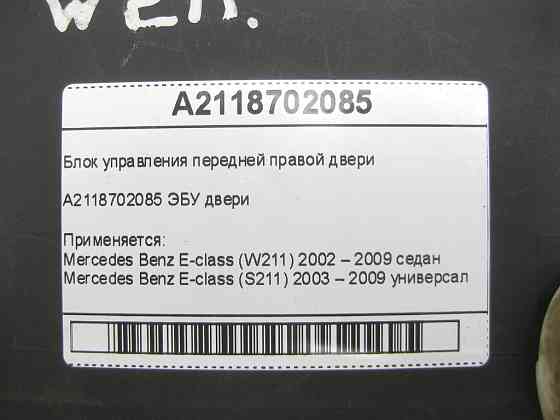 WEH.
A2118702085
Блок управления передней правой двери
A2118702085 ЭБУ двери
Применяется:
Mercedes Benz E-class (W211) 2002 – 2009 седан
Mercedes Benz E-class (S211) 2003 – 2009 универсал